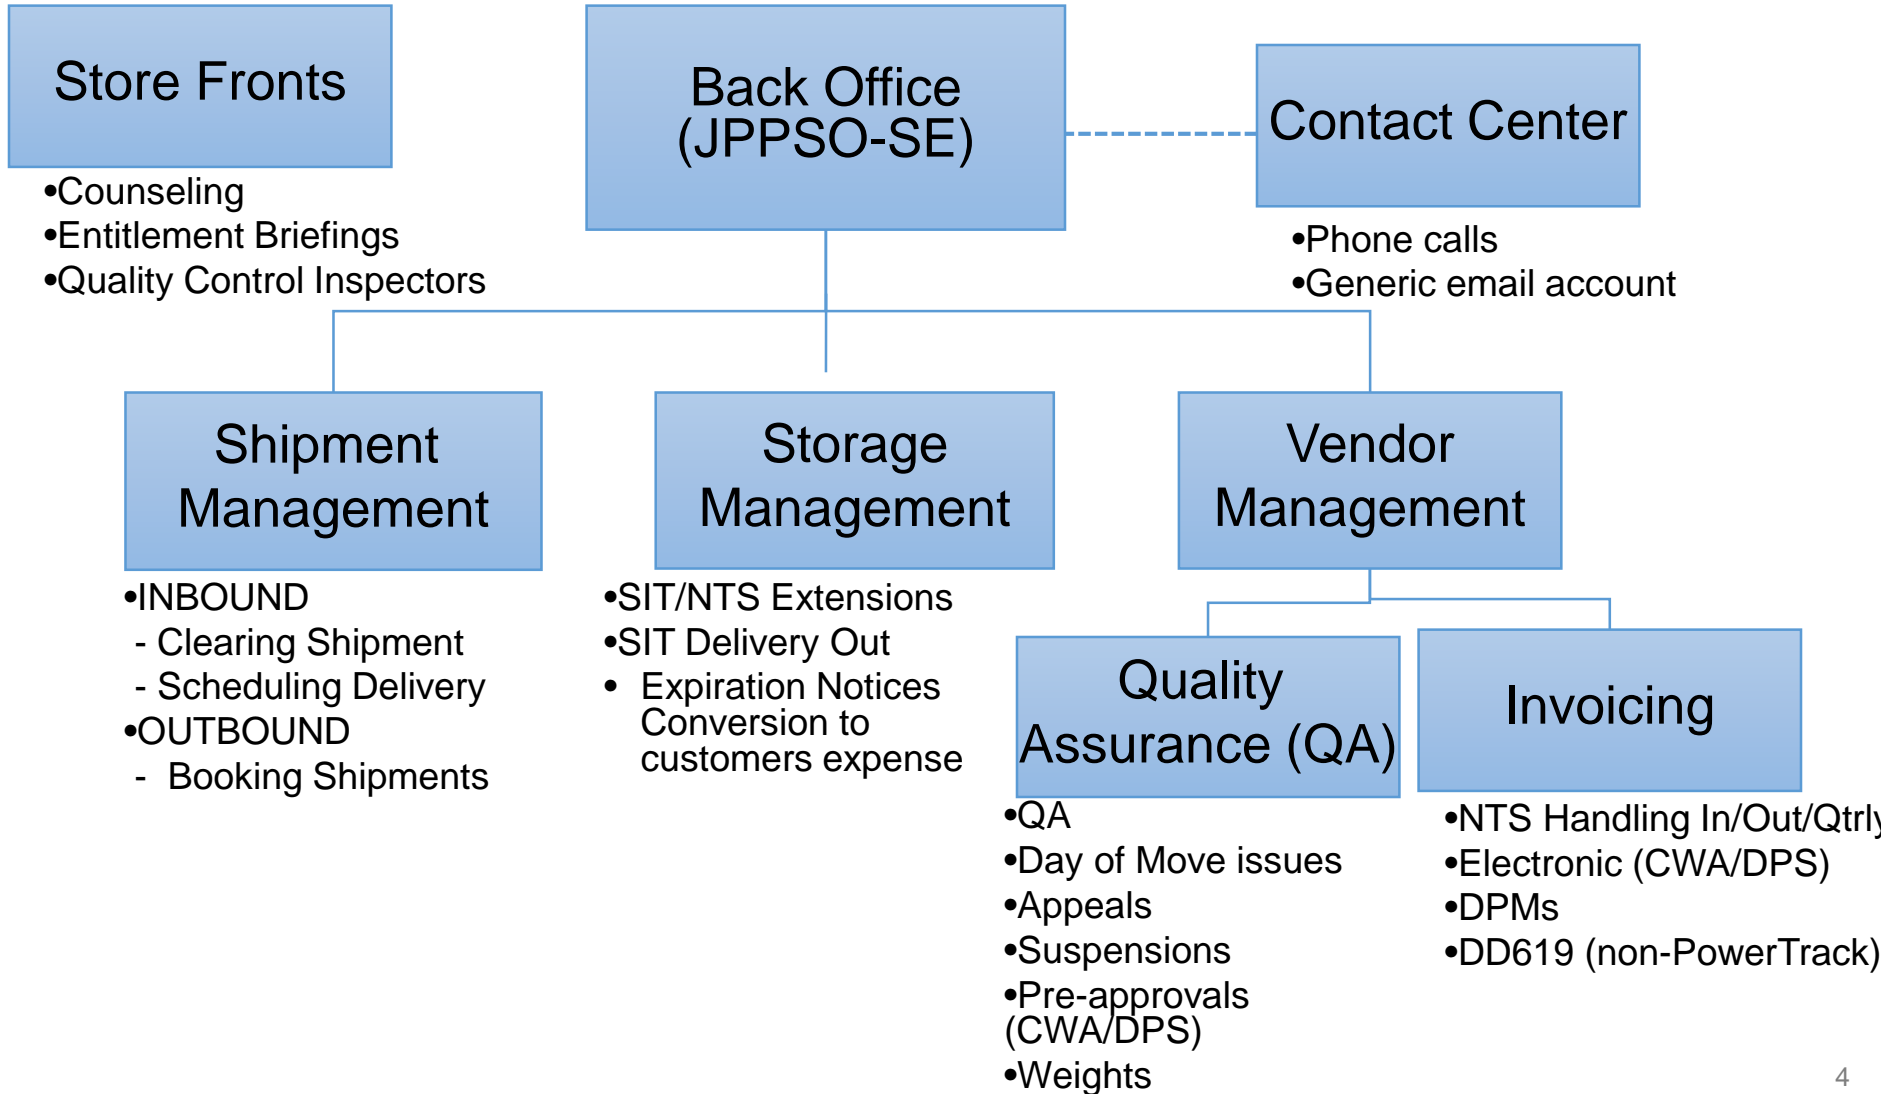 Store Fronts
•Counseling
•Entitlement Briefings
•Quality Control Inspectors
Back Office
(JPPSO-SE)
Contact Center
•Phone calls
•Generic email account
Shipment
Management
•INBOUND
- Clearing Shipment
- Scheduling Delivery
•OUTBOUND
- Booking Shipments
Storage
Management
•SIT/NTS Extensions
•SIT Delivery Out
• Expiration Notices
Conversion to
customers expense
Vendor
Management
Quality
Assurance (QA)
•QA
•Day of Move issues
•Appeals
•Suspensions
•Pre-approvals
(CWA/DPS)
•Weights
Invoicing
•NTS Handling In/Out/Qtrly
•Electronic (CWA/DPS)
•DPMs
•DD619 (non-PowerTrack)
4